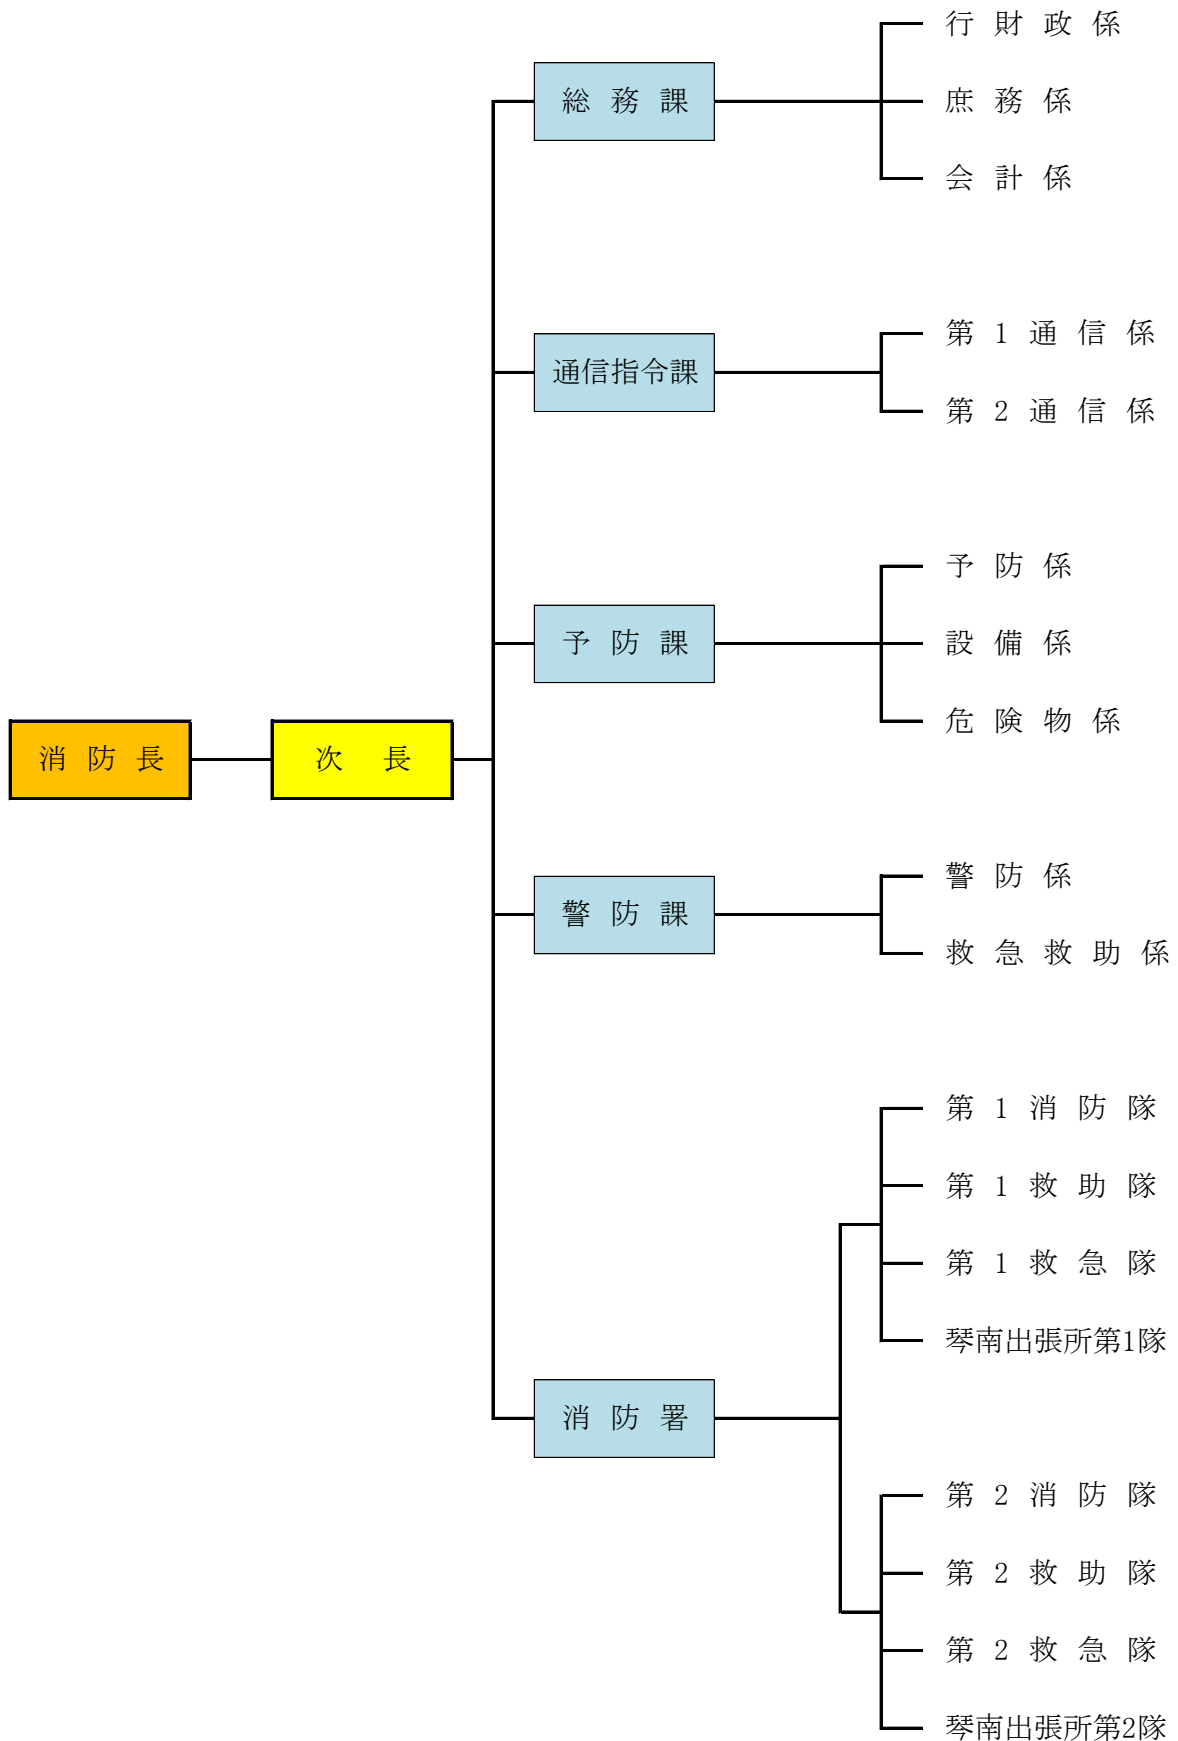 行財政係
総務課
庶務係
会計係
第1通信係
通信指令課
第2通信係
予防係
予防課
設備係
危険物係
消防長
次長
警防係
警防課
救急救助係
第1消防隊
第1救助隊
第1救急隊
琴南出張所第1隊
消防署
第2消防隊
第2救助隊
第2救急隊
琴南出張所第2隊